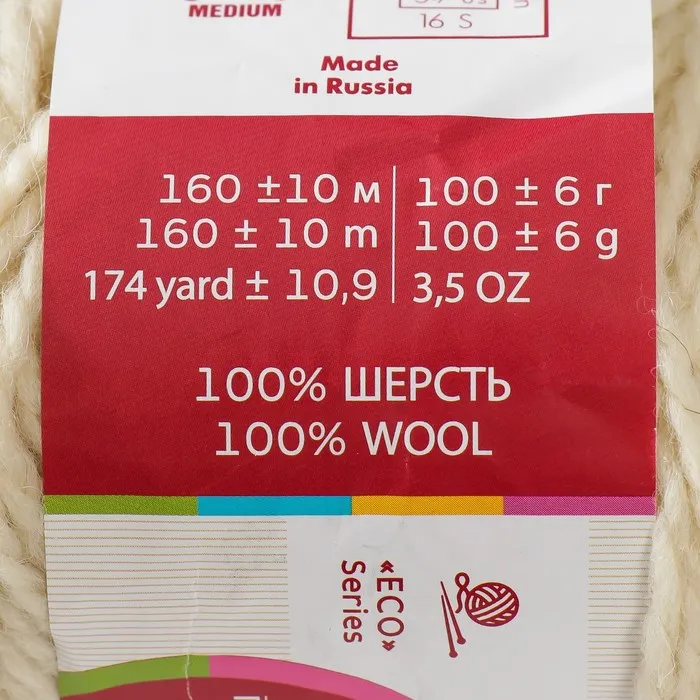 MEDIUM
16 S
Made
in Russia
160 ±10 м
160 ± 10 m
174 yard ± 10,9
100 ± 6 г
100 ± 6 g
3,5 OZ
100% ШЕРСТЬ
100% WOOL
«ECO»
Series